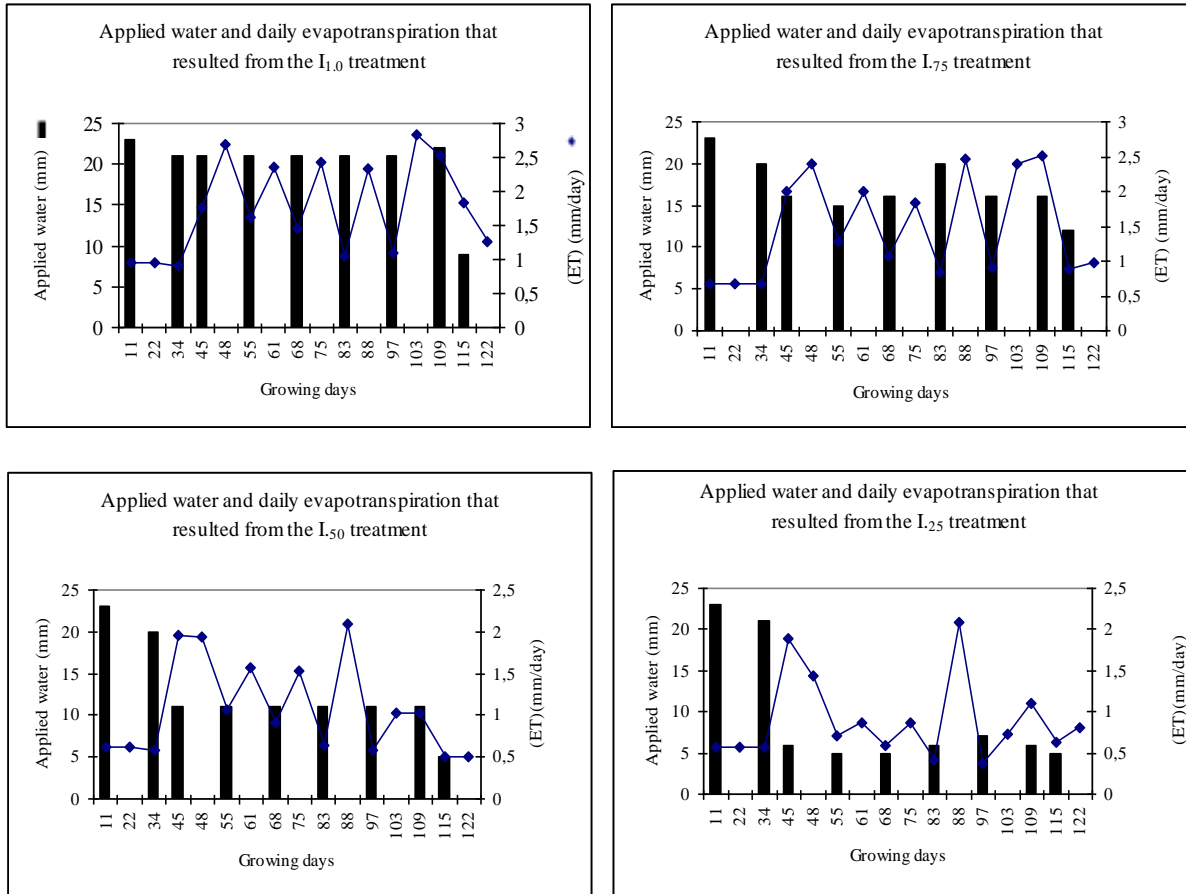 Applied water and daily evapotranspiration that
resulted from the I1.0 treatment
Applied water (mm)
25
20
15
10
5
0
3
2,5
2
1,5
1
0,5
0
(ET) (mm/day)
11 22 34 45 48 55 61 68 75 83 88 97 103 109 115 122
Growing days
Applied water and daily evapotranspiration that
resulted from the I.75 treatment
Applied water (mm)
25
20
15
10
5
0
3
2,5
2
1,5
1
0,5
0
(ET) (mm/day)
11 22 34 45 48 55 61 68 75 83 88 97 103 109 115 122
Growing days
Applied water and daily evapotranspiration that
resulted from the I.50 treatment
Applied water (mm)
25
20
15
10
5
0
2,5
2
1,5
1
0,5
0
(ET)(mm/day)
11 22 34 45 48 55 61 68 75 83 88 97 103 109 115 122
Growing days
Applied water and daily evapotranspiration that
resulted from the I.25 treatment
Applied water (mm)
25
20
15
10
5
0
2,5
2
1,5
1
0,5
0
(ET)(mm/day)
11 22 34 45 48 55 61 68 75 83 88 97 103 109 115 122
Growing days